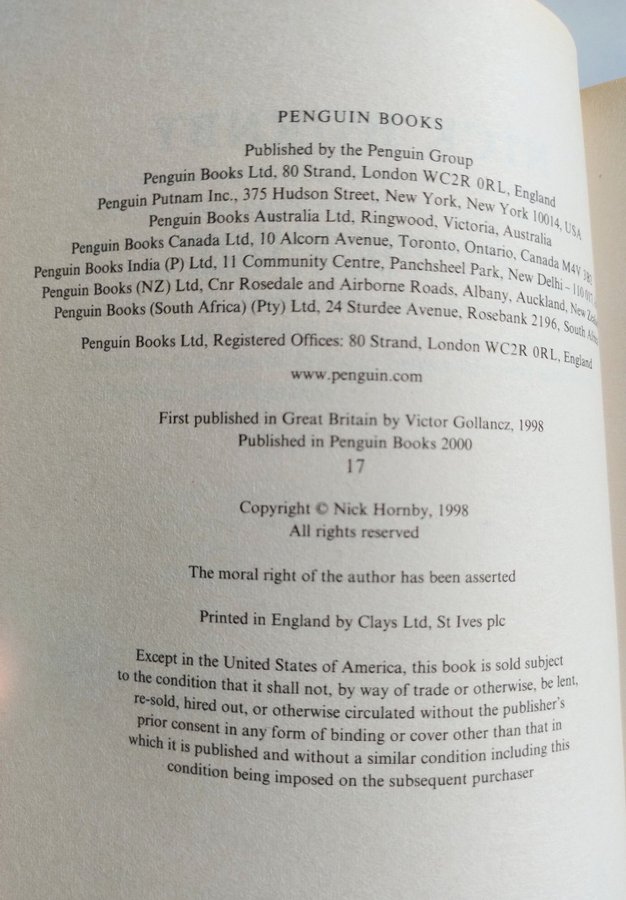 PENGUIN BOOKS
Published by the Penguin Group
Penguin Books Ltd, 80 Strand, London WC2R 0RL, England
Penguin Putnam Inc., 375 Hudson Street, New York, New York 10014, USA
Penguin Books Australia Ltd, Ringwood, Victoria, Australia
Penguin Books Canada Ltd, 10 Alcorn Avenue, Toronto, Ontario, Canada M4V
Penguin Books India (P) Ltd, 11 Community Centre, Panchsheel Park, New Delhi – 110
Penguin Books (NZ) Ltd, Cnr Rosedale and Airborne Roads, Albany, Auckland, New
Penguin Books (South Africa) (Pty) Ltd, 24 Sturdee Avenue, Rosebank 2196, South
Penguin Books Ltd, Registered Offices: 80 Strand, London WC2R 0RL, England
www.penguin.com
First published in Great Britain by Victor Gollancz, 1998
Published in Penguin Books 2000
17
Copyright © Nick Hornby, 1998
All rights reserved
The moral right of the author has been asserted
Printed in England by Clays Ltd, St Ives plc
Except in the United States of America, this book is sold subject
to the condition that it shall not, by way of trade or otherwise, be lent,
re-sold, hired out, or otherwise circulated without the publisher's
prior consent in any form of binding or cover other than that in
which it is published and without a similar condition including this
condition being imposed on the subsequent purchaser